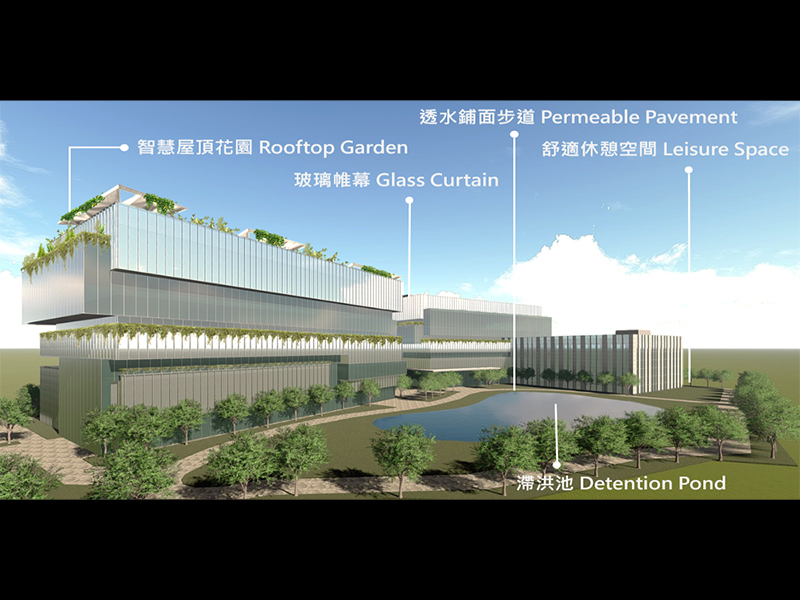 透水鋪面步道 Permeable Pavement
智慧屋頂花園 Rooftop Garden
舒適休憩空間 Leisure Space
玻璃帷幕 Glass Curtain
滯洪池 Detention Pond